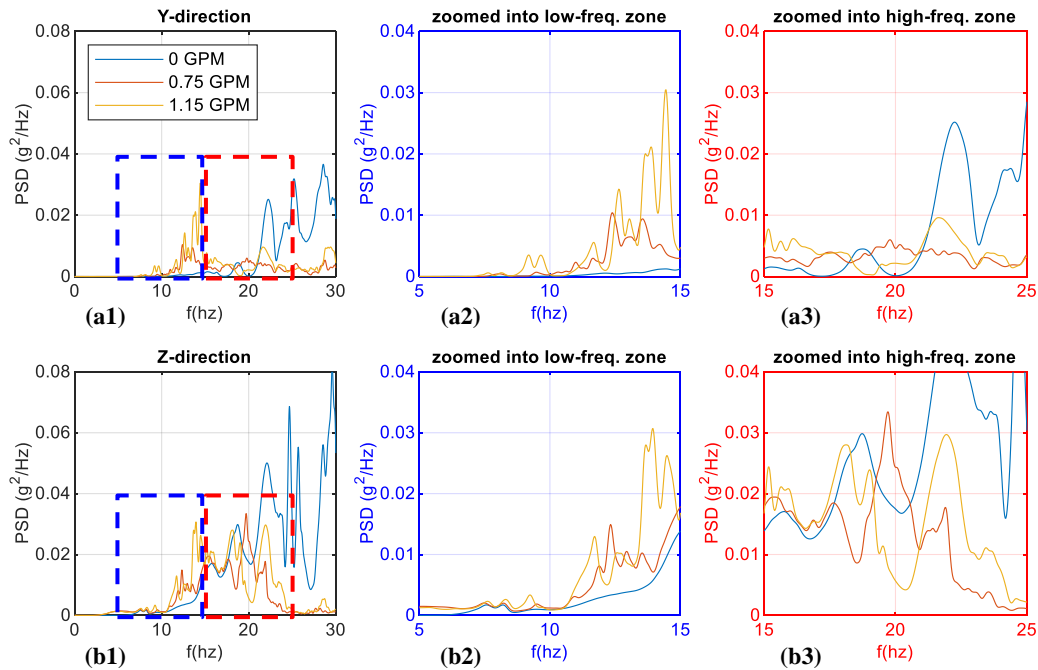 Y-direction
zoomed into low-freq. zone
zoomed into high-freq. zone
0 GPM
0.75 GPM
1.15 GPM
PSD (g²/Hz)
0.08
0.06
0.04
0.02
0
0 10 20 30
f(hz)
(a1)
PSD (g²/Hz)
0.04
0.03
0.02
0.01
0
5 10 15
f(hz)
(a2)
PSD (g²/Hz)
0.04
0.03
0.02
0.01
0
15 20 25
f(hz)
(a3)
Z-direction
zoomed into low-freq. zone
zoomed into high-freq. zone
PSD (g²/Hz)
0.08
0.06
0.04
0.02
0
0 10 20 30
f(hz)
(b1)
PSD (g²/Hz)
0.04
0.03
0.02
0.01
0
5 10 15
f(hz)
(b2)
PSD (g²/Hz)
0.04
0.03
0.02
0.01
0
15 20 25
f(hz)
(b3)